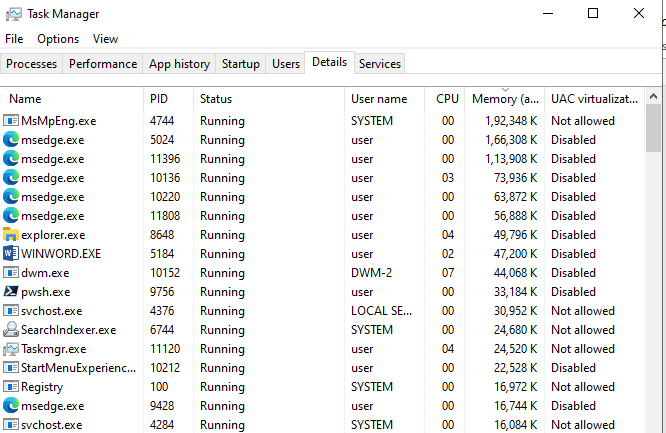 Task Manager
File Options View
Processes Performance App history Startup Users Details Services
Name PID Status User name CPU Memory (a... UAC virtualizat...
MsMpEng.exe 4744 Running SYSTEM 00 1,92,348 K Not allowed
msedge.exe 5024 Running user 00 1,66,308 K Disabled
msedge.exe 11396 Running user 00 1,13,908 K Disabled
msedge.exe 10136 Running user 03 73,936 K Disabled
msedge.exe 10220 Running user 00 63,872 K Disabled
msedge.exe 11808 Running user 00 56,888 K Disabled
explorer.exe 8648 Running user 04 49,796 K Disabled
WINWORD.EXE 5184 Running user 02 47,200 K Disabled
dwm.exe 10152 Running DWM-2 07 44,068 K Disabled
pwsh.exe 9756 Running user 00 33,184 K Disabled
svchost.exe 4376 Running LOCAL SE... 00 30,952 K Not allowed
SearchIndexer.exe 6744 Running SYSTEM 00 24,680 K Not allowed
Taskmgr.exe 11120 Running user 04 24,520 K Not allowed
StartMenuExperienc... 10212 Running user 00 22,528 K Disabled
Registry 100 Running SYSTEM 00 16,972 K Not allowed
msedge.exe 9428 Running user 00 16,744 K Disabled
svchost.exe 4284 Running SYSTEM 00 16,084 K Not allowed